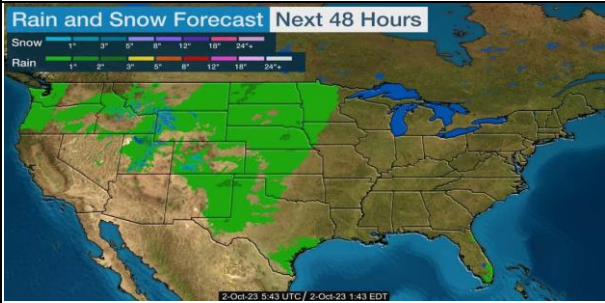 Rain and Snow Forecast Next 48 Hours
Snow 1" 3" 5" 8" 12" 18" 24"+
Rain 1" 2" 3" 5" 8" 12" 18" 24"+
2-Oct-23 5:43 UTC / 2-Oct-23 1:43 EDT